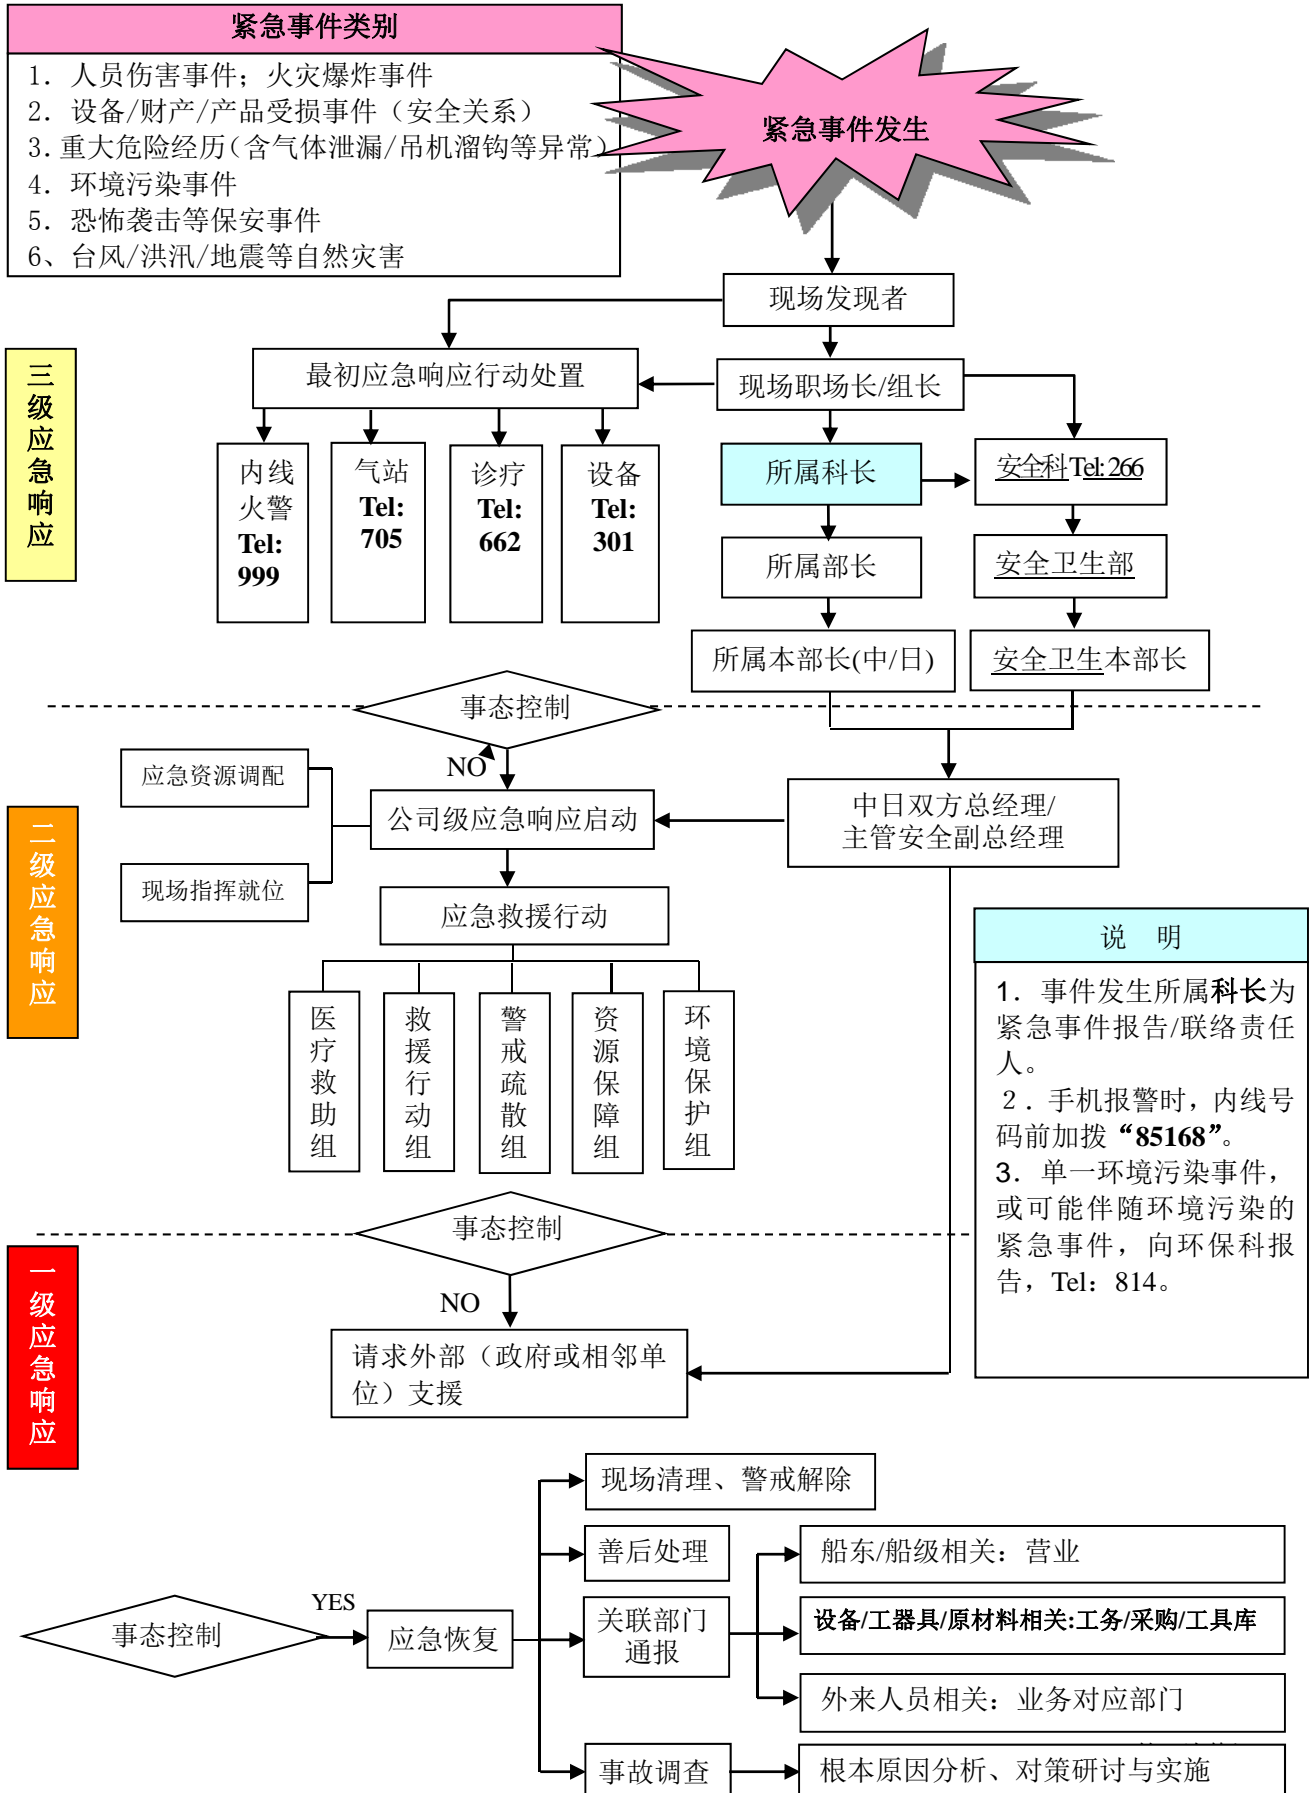 紧急事件类别
1. 人员伤害事件；火灾爆炸事件
2. 设备/财产/产品受损事件（安全关系）
3.重大危险经历(含气体泄漏/吊机溜钩等异常)
4. 环境污染事件
5. 恐怖袭击等保安事件
6、台风/洪汛/地震等自然灾害
紧急事件发生
现场发现者
三级应急响应
最初应急响应行动处置
现场职场长/组长
内线
火警
Tel:
999
气站
Tel:
705
诊疗
Tel:
662
设备
Tel:
301
所属科长
安全科Tel:266
所属部长
安全卫生部
所属本部长(中/日)
安全卫生本部长
事态控制
NO
二级应急响应
应急资源调配
公司级应急响应启动
中日双方总经理/
主管安全副总经理
现场指挥就位
应急救援行动
医疗救助组
救援行动组
警戒疏散组
资源保障组
环境保护组
说 明
1. 事件发生所属科长为
紧急事件报告/联络责任
人。
２. 手机报警时，内线号
码前加拨“85168”。
3. 单一环境污染事件，
或可能伴随环境污染的
紧急事件，向环保科报
告，Tel：814。
事态控制
NO
一级应急响应
请求外部（政府或相邻单
位）支援
现场清理、警戒解除
善后处理
船东/船级相关：营业
事态控制
YES
应急恢复
关联部门
通报
设备/工器具/原材料相关:工务/采购/工具库
外来人员相关：业务对应部门
事故调查
根本原因分析、对策研讨与实施